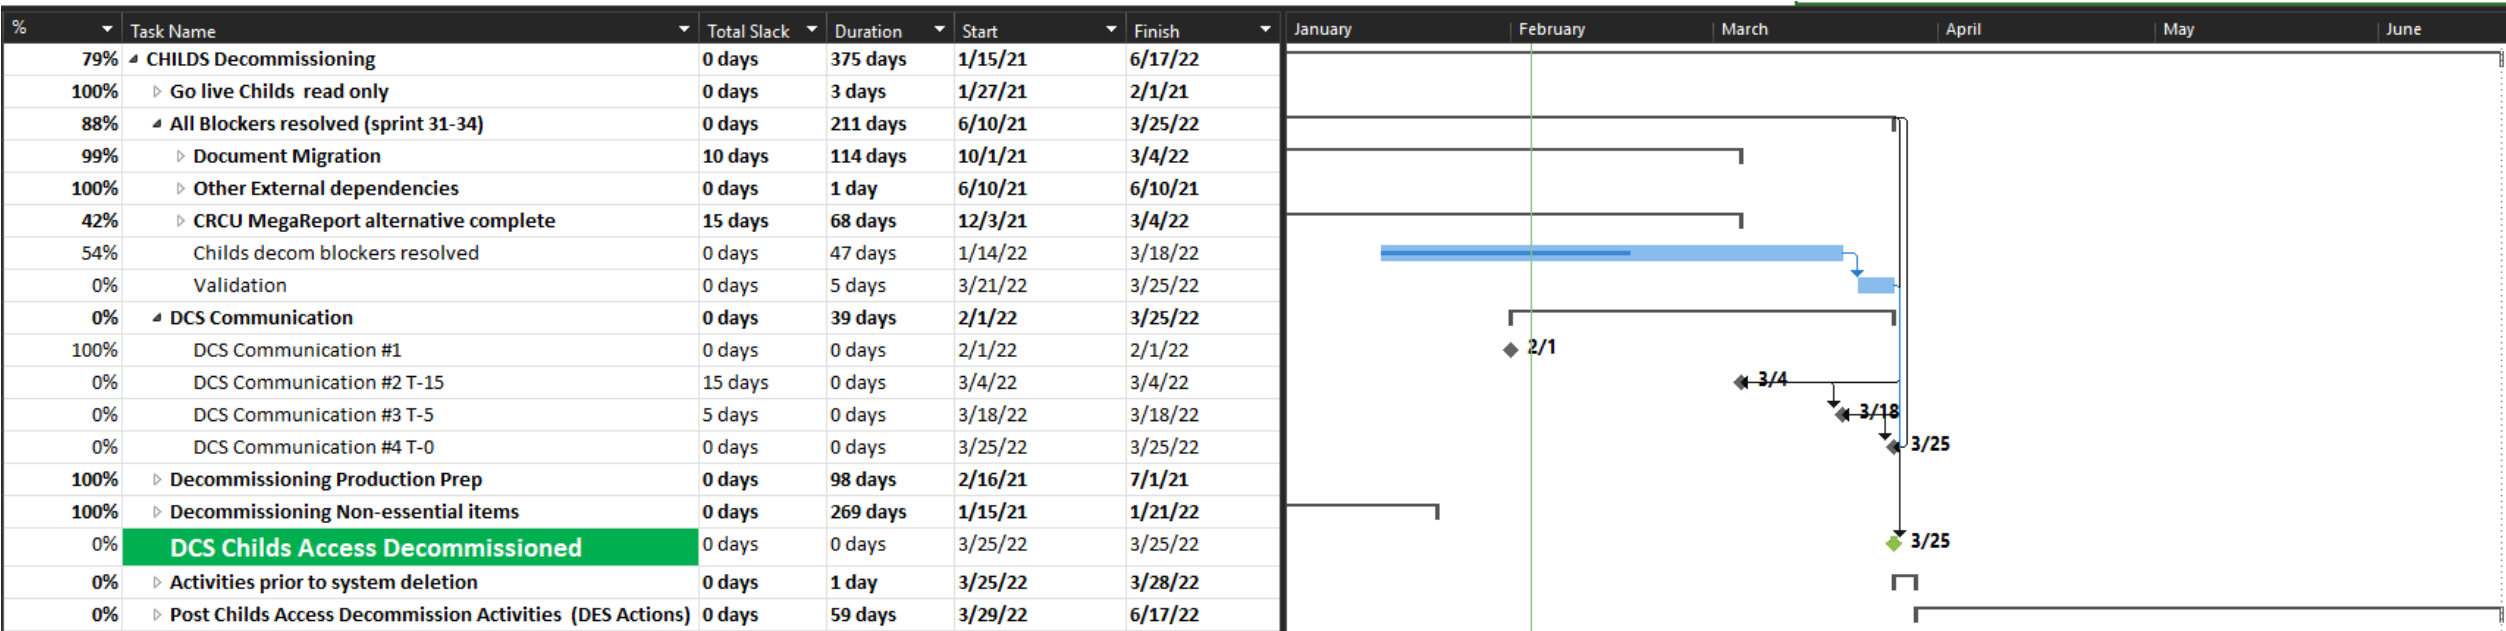 % Task Name Total Slack Duration Start Finish January February March April May June
79% CHILDS Decommissioning 0 days 375 days 1/15/21 6/17/22
100% Go live Childs  read only 0 days 3 days 1/27/21 2/1/21
88% All Blockers resolved (sprint 31-34) 0 days 211 days 6/10/21 3/25/22
99% Document Migration 10 days 114 days 10/1/21 3/4/22
100% Other External dependencies 0 days 1 day 6/10/21 6/10/21
42% CRCU MegaReport alternative complete 15 days 68 days 12/3/21 3/4/22
54% Childs decom blockers resolved 0 days 47 days 1/14/22 3/18/22
0% Validation 0 days 5 days 3/21/22 3/25/22
0% DCS Communication 0 days 39 days 2/1/22 3/25/22
100% DCS Communication #1 0 days 0 days 2/1/22 2/1/22 2/1
0% DCS Communication #2 T-15 15 days 0 days 3/4/22 3/4/22 3/4
0% DCS Communication #3 T-5 5 days 0 days 3/18/22 3/18/22 3/18
0% DCS Communication #4 T-0 0 days 0 days 3/25/22 3/25/22 3/25
100% Decommissioning Production Prep 0 days 98 days 2/16/21 7/1/21
100% Decommissioning Non-essential items 0 days 269 days 1/15/21 1/21/22
0% DCS Childs Access Decommissioned 0 days 0 days 3/25/22 3/25/22 3/25
0% Activities prior to system deletion 0 days 1 day 3/25/22 3/28/22
0% Post Childs Access Decommission Activities  (DES Actions) 0 days 59 days 3/29/22 6/17/22